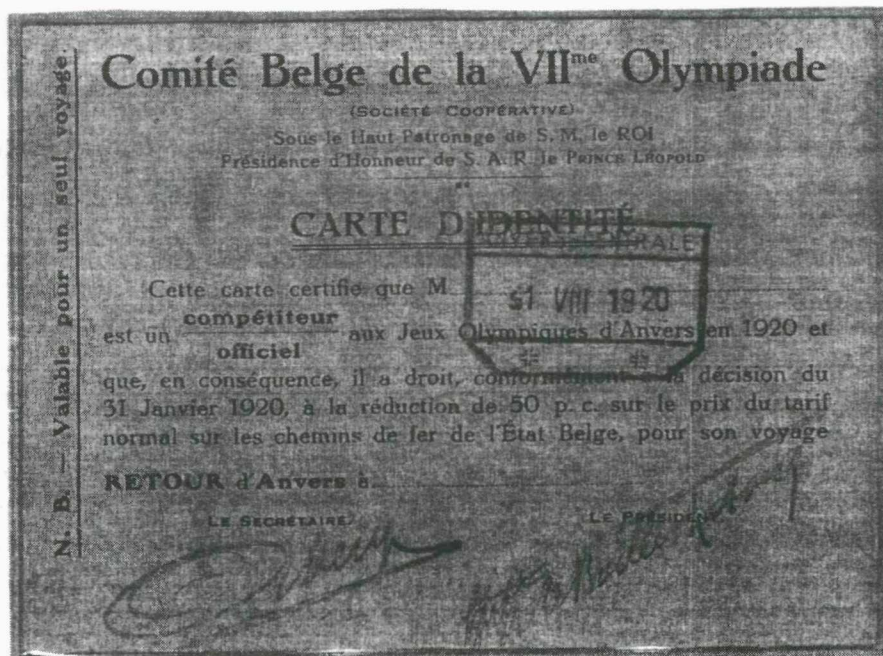 N. B. — Valable pour un seul voyage.
Comité Belge de la VIIme Olympiade
(SOCIÉTÉ COOPÉRATIVE)
Sous le Haut Patronage de S. M. le ROI
Présidence d'Honneur de S. A. R. le PRINCE LÉOPOLD
CARTE D'IDENTITÉ
Cette carte certifie que M
est un compétiteur officiel aux Jeux Olympiques d'Anvers en 1920 et
que, en conséquence, il a droit, conformément à la décision du
31 Janvier 1920, à la réduction de 50 p. c. sur le prix du tarif
normal sur les chemins de fer de l'État Belge, pour son voyage
RETOUR d'Anvers à
LE SECRÉTAIRE, LE PRÉSIDENT,
VIII 1920